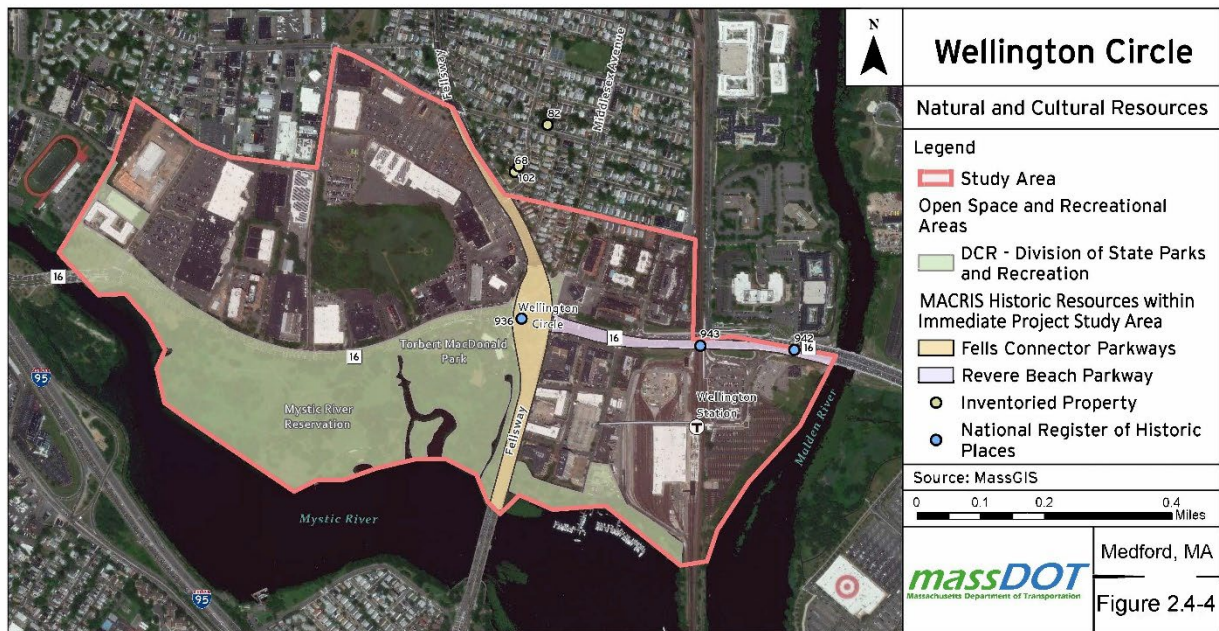 Fellsway
Middlesex Avenue
82
68
102
16
Wellington
Circle
936
16
943
942
16
16
Torbert MacDonald
Park
95
Mystic River
Reservation
Wellington
Station
T
Fellsway
Malden River
Mystic River
95
N
Wellington Circle
Natural and Cultural Resources
Legend
Study Area
Open Space and Recreational
Areas
DCR - Division of State Parks
and Recreation
MACRIS Historic Resources within
Immediate Project Study Area
Fells Connector Parkways
Revere Beach Parkway
Inventoried Property
National Register of Historic
Places
Source: MassGIS
0 0.1 0.2 0.4
Miles
massDOT
Massachusetts Department of Transportation
Medford, MA
Figure 2.4-4